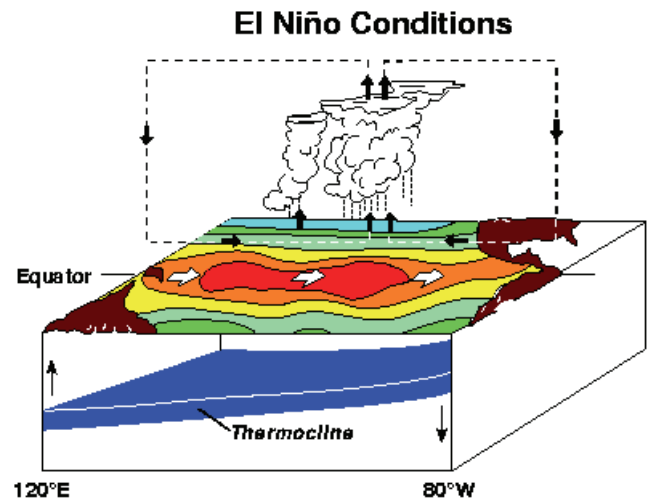 El Niño Conditions
Equator
Thermocline
120°E
80°W